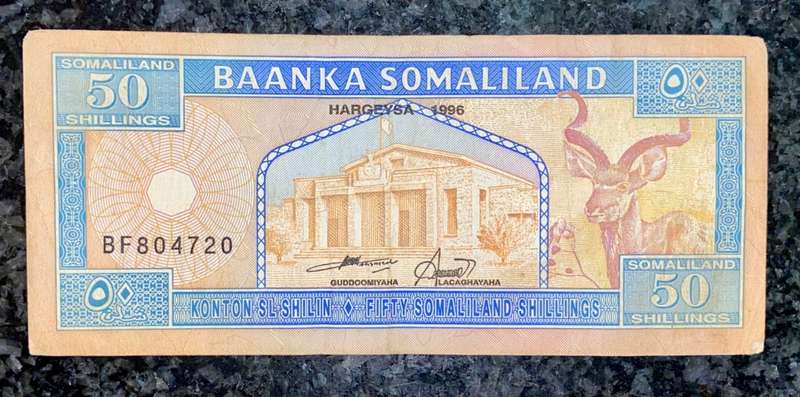 SOMALILAND
50
SHILLINGS
BAANKA SOMALILAND
٥٠
HARGEYSA 1996
BF804720
GUDDOOMIYAHA LACAGHAYAHA
٥٠
KONTON SL SHILIN ◆ FIFTY SOMALILAND SHILLINGS
SOMALILAND
50
SHILLINGS